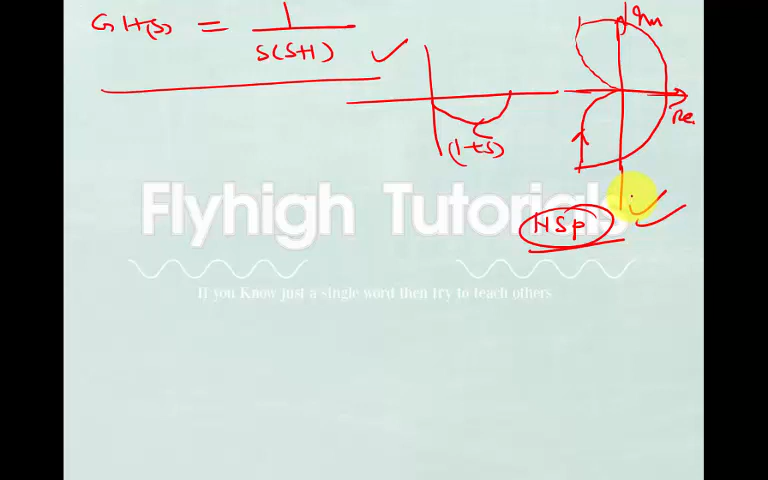 GH(s) = 1 / s(s+1)
Im
Re
(1+s)
Flyhigh Tutorials
NSP
If you Know just a single word then try to teach others